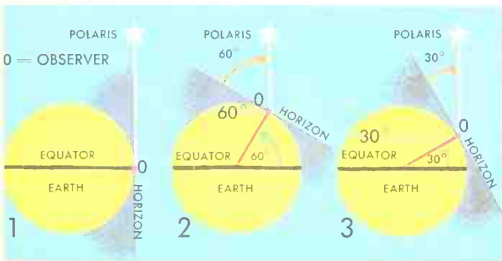 POLARIS
0 = OBSERVER
EQUATOR
0
EARTH
HORIZON
1
POLARIS
60°
0
60°
HORIZON
EQUATOR
60°
EARTH
2
POLARIS
30°
0
30°
HORIZON
EQUATOR
30°
EARTH
3